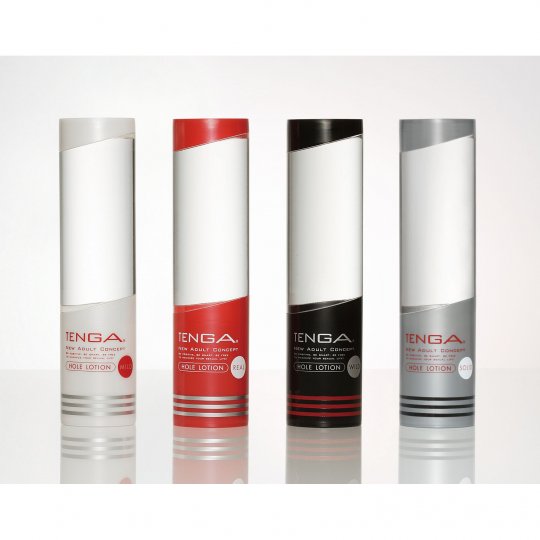 TENGA
NEW ADULT CONCEPT
HOLE LOTION MILD
TENGA
NEW ADULT CONCEPT
HOLE LOTION REAL
TENGA
NEW ADULT CONCEPT
HOLE LOTION WILD
TENGA
NEW ADULT CONCEPT
HOLE LOTION SOLID